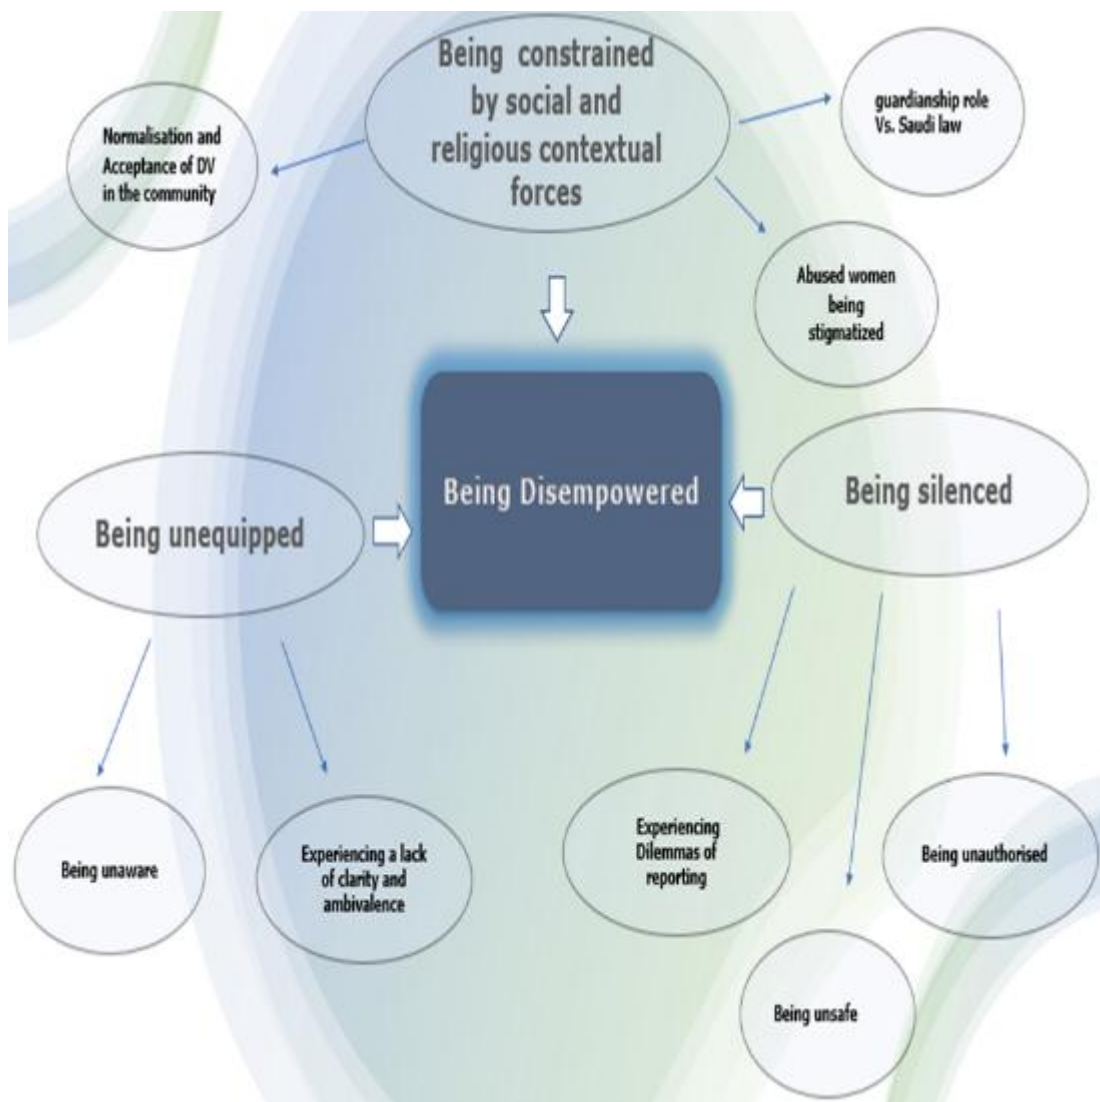 Being constrained
by social and
religious contextual
forces
guardianship role
Vs. Saudi law
Normalisation and
Acceptance of DV
in the community
Abused women
being
stigmatized
Being Disempowered
Being silenced
Being unequipped
Experiencing
Dilemmas of
reporting
Being unauthorised
Being unaware
Experiencing a lack
of clarity and
ambivalence
Being unsafe